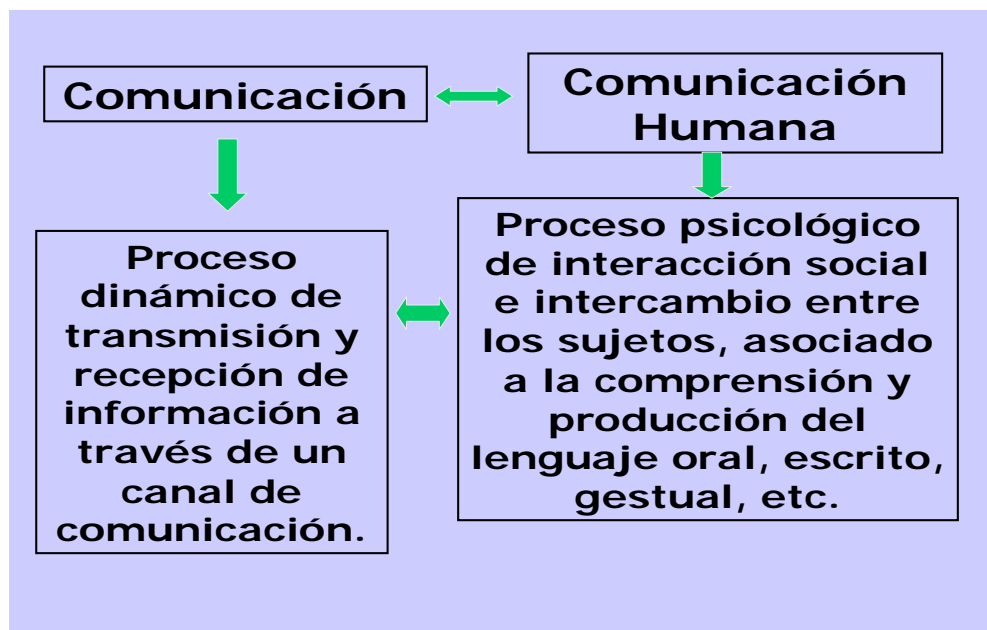 Comunicación
Comunicación
Humana
Proceso
dinámico de
transmisión y
recepción de
información a
través de un
canal de
comunicación.
Proceso psicológico
de interacción social
e intercambio entre
los sujetos, asociado
a la comprensión y
producción del
lenguaje oral, escrito,
gestual, etc.